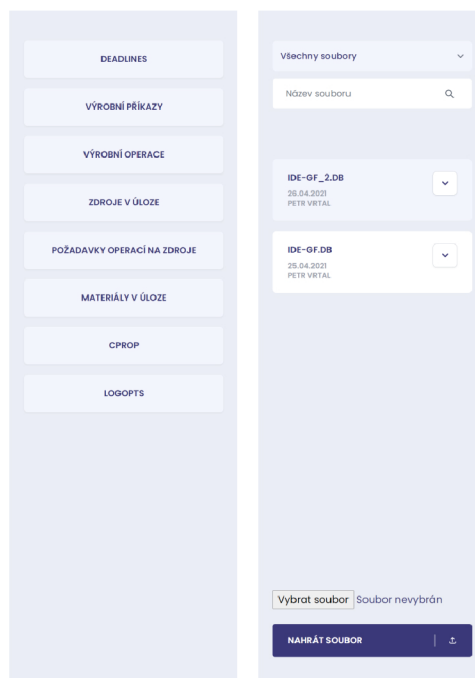 DEADLINES
VÝROBNÍ PŘÍKAZY
VÝROBNÍ OPERACE
ZDROJE V ÚLOZE
POŽADAVKY OPERACÍ NA ZDROJE
MATERIÁLY V ÚLOZE
CPROP
LOGOPTS
Všechny soubory
Název souboru
IDE-GF_2.DB
26.04.2021
PETR VRTAL
IDE-GF.DB
25.04.2021
PETR VRTAL
Vybrat soubor Soubor nevybrán
NAHRÁT SOUBOR